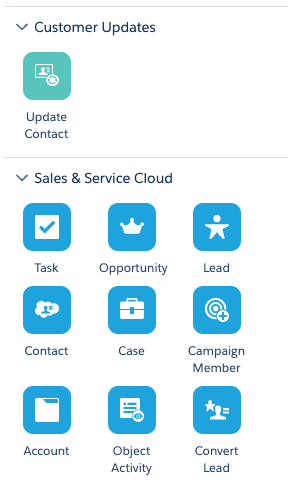 Customer Updates
Update
Contact
Sales & Service Cloud
Task
Opportunity
Lead
Contact
Case
Campaign
Member
Account
Object
Activity
Convert
Lead